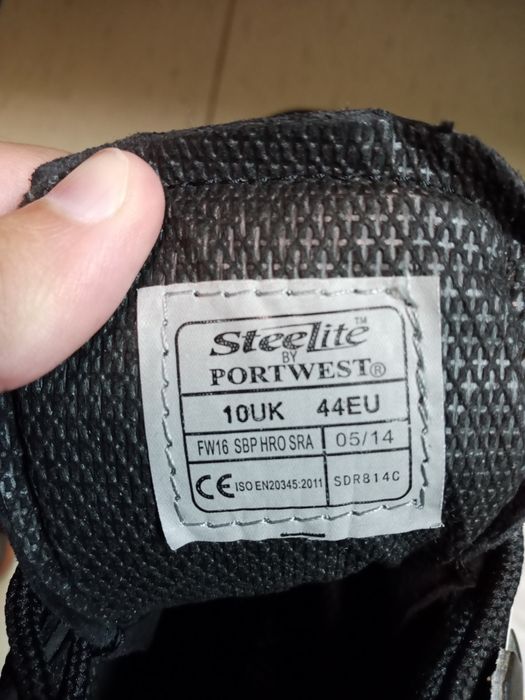 SteeLite™
BY
PORTWEST®
10UK 44EU
FW16 SBP HRO SRA 05/14
CE ISO EN20345:2011 SDR814C